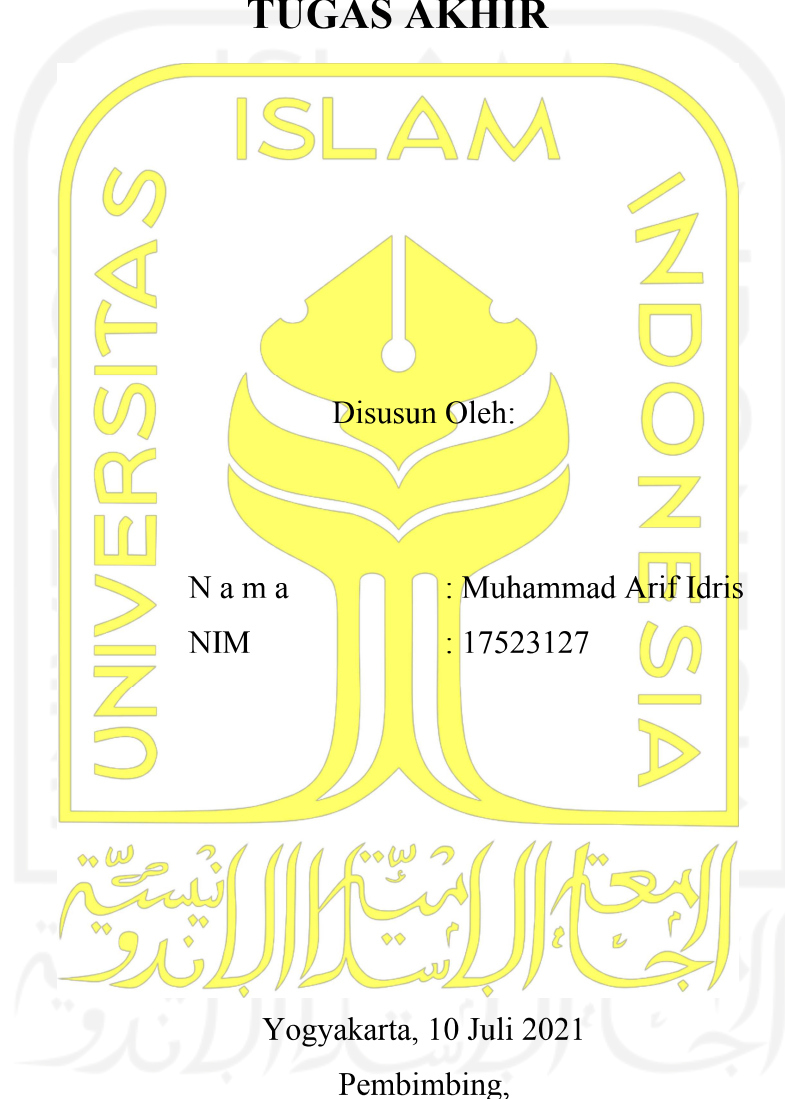 TUGAS AKHIR
ISLAM
UNIVERSITAS
INDONESIA
Disusun Oleh:
N a m a : Muhammad Arif Idris
NIM : 17523127
الجامعة الإسلامية الإندونيسية
Yogyakarta, 10 Juli 2021
Pembimbing,